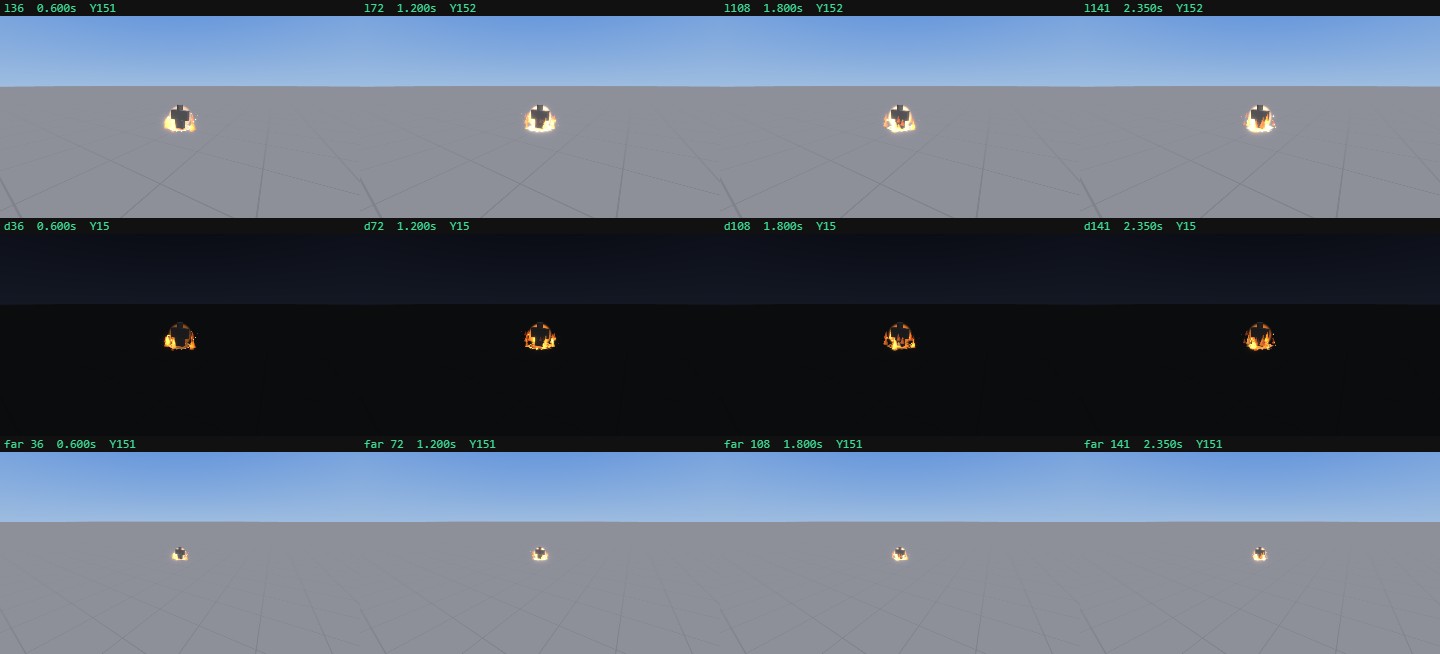 l36  0.600s  Y151
l72  1.200s  Y152
l108  1.800s  Y152
l141  2.350s  Y152
d36  0.600s  Y15
d72  1.200s  Y15
d108  1.800s  Y15
d141  2.350s  Y15
far 36  0.600s  Y151
far 72  1.200s  Y151
far 108  1.800s  Y151
far 141  2.350s  Y151